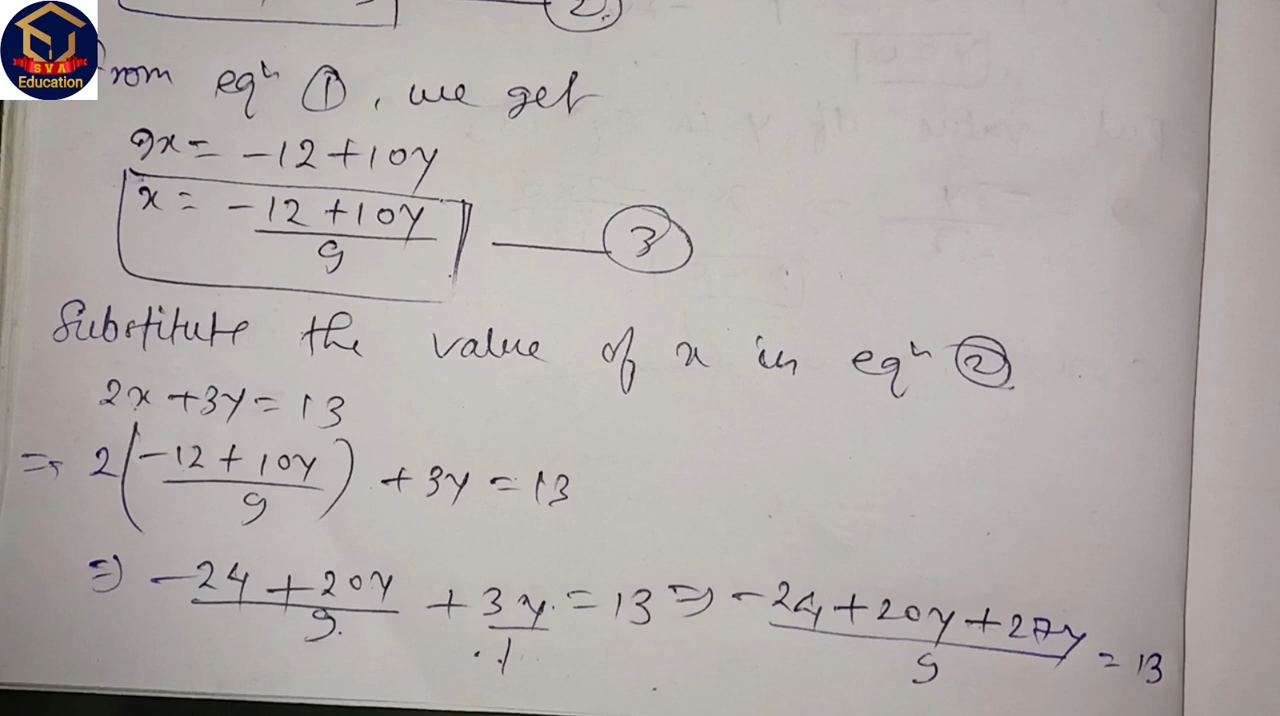 SVA
Education
2.
From eqⁿ ①, we get
9x = -12 + 10y
x = -12 + 10y / 9 —— ③
Substitute the value of x in eqⁿ ②
2x + 3y = 13
⇒ 2(-12 + 10y / 9) + 3y = 13
⇒ -24 + 20y / 9 + 3y / 1 = 13 ⇒ -24 + 20y + 27y / 9 = 13